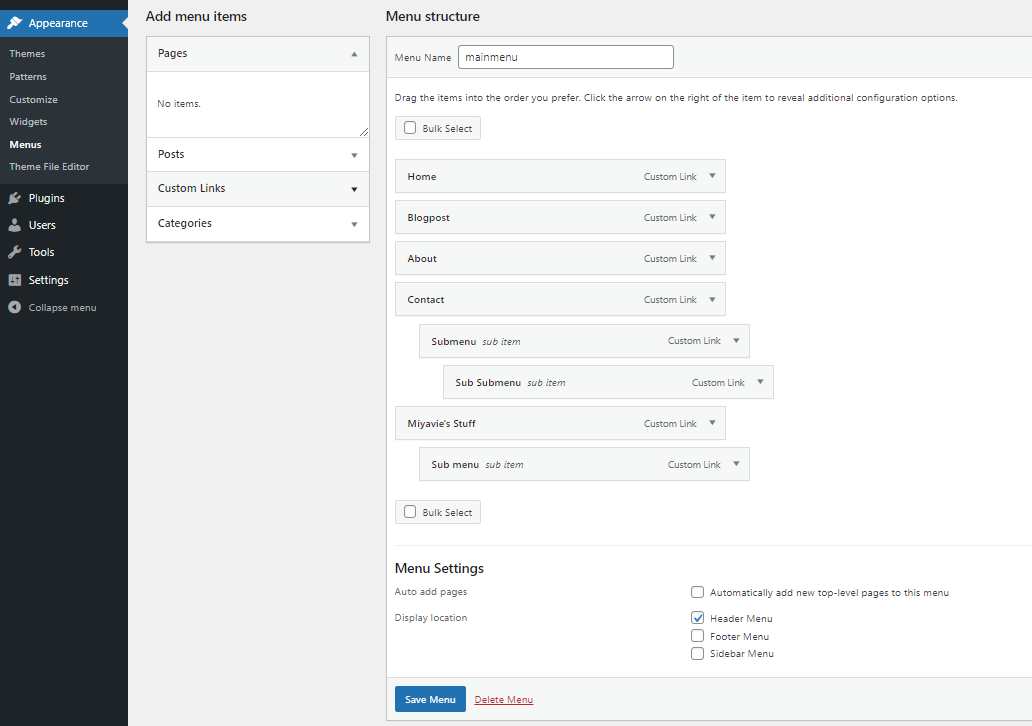 Appearance
Themes
Patterns
Customize
Widgets
Menus
Theme File Editor
Plugins
Users
Tools
Settings
Collapse menu
Add menu items
Pages
No items.
Posts
Custom Links
Categories
Menu structure
Menu Name mainmenu
Drag the items into the order you prefer. Click the arrow on the right of the item to reveal additional configuration options.
Bulk Select
Home Custom Link
Blogpost Custom Link
About Custom Link
Contact Custom Link
Submenu sub item Custom Link
Sub Submenu sub item Custom Link
Miyavie's Stuff Custom Link
Sub menu sub item Custom Link
Bulk Select
Menu Settings
Auto add pages Automatically add new top-level pages to this menu
Display location Header Menu
Footer Menu
Sidebar Menu
Save Menu Delete Menu